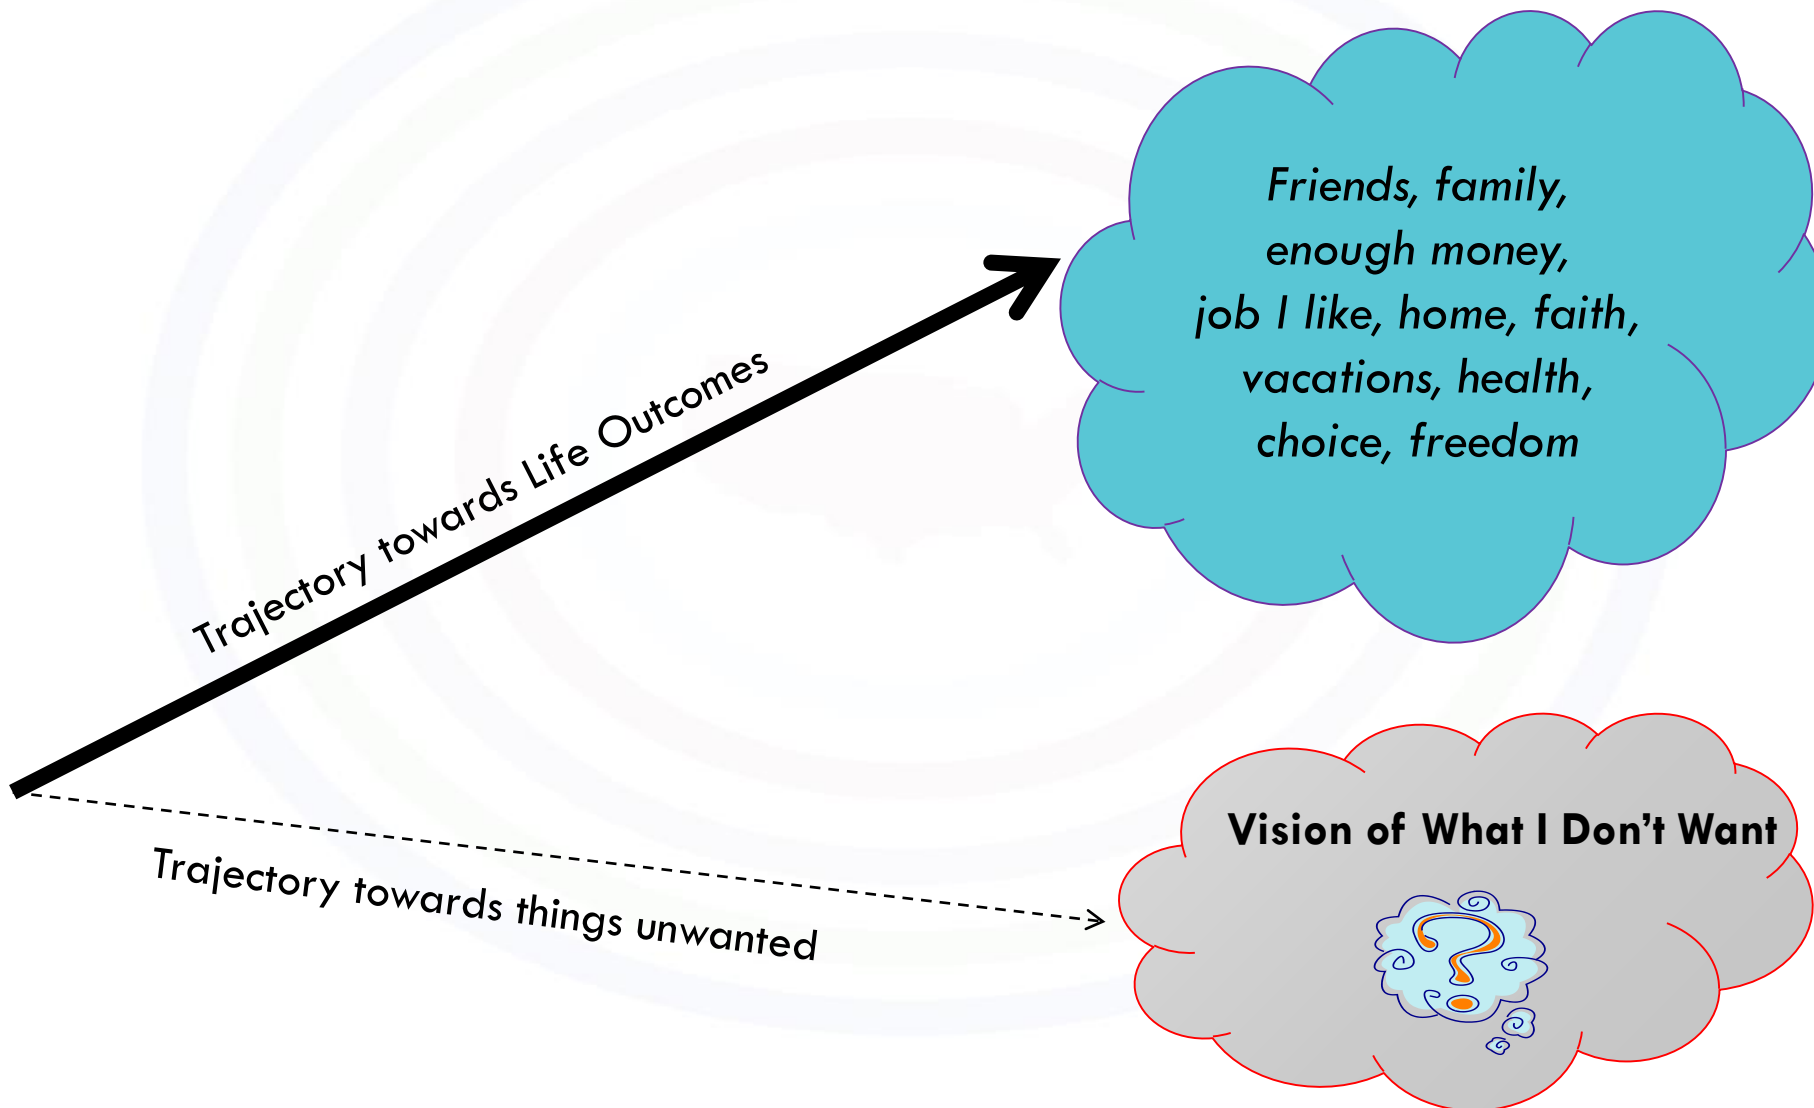 Friends, family,
enough money,
job I like, home, faith,
vacations, health,
choice, freedom
Trajectory towards Life Outcomes
Vision of What I Don’t Want
Trajectory towards things unwanted
?